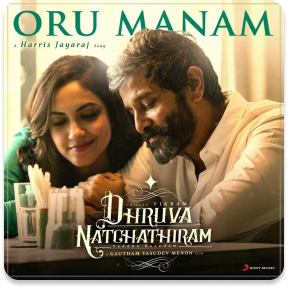 ORU MANAM
A Harris Jayaraj Song
VIKRAM
DHRUVA
NATCHATHIRAM
A GAUTHAM VASUDEV MENON FILM
SONY MUSIC